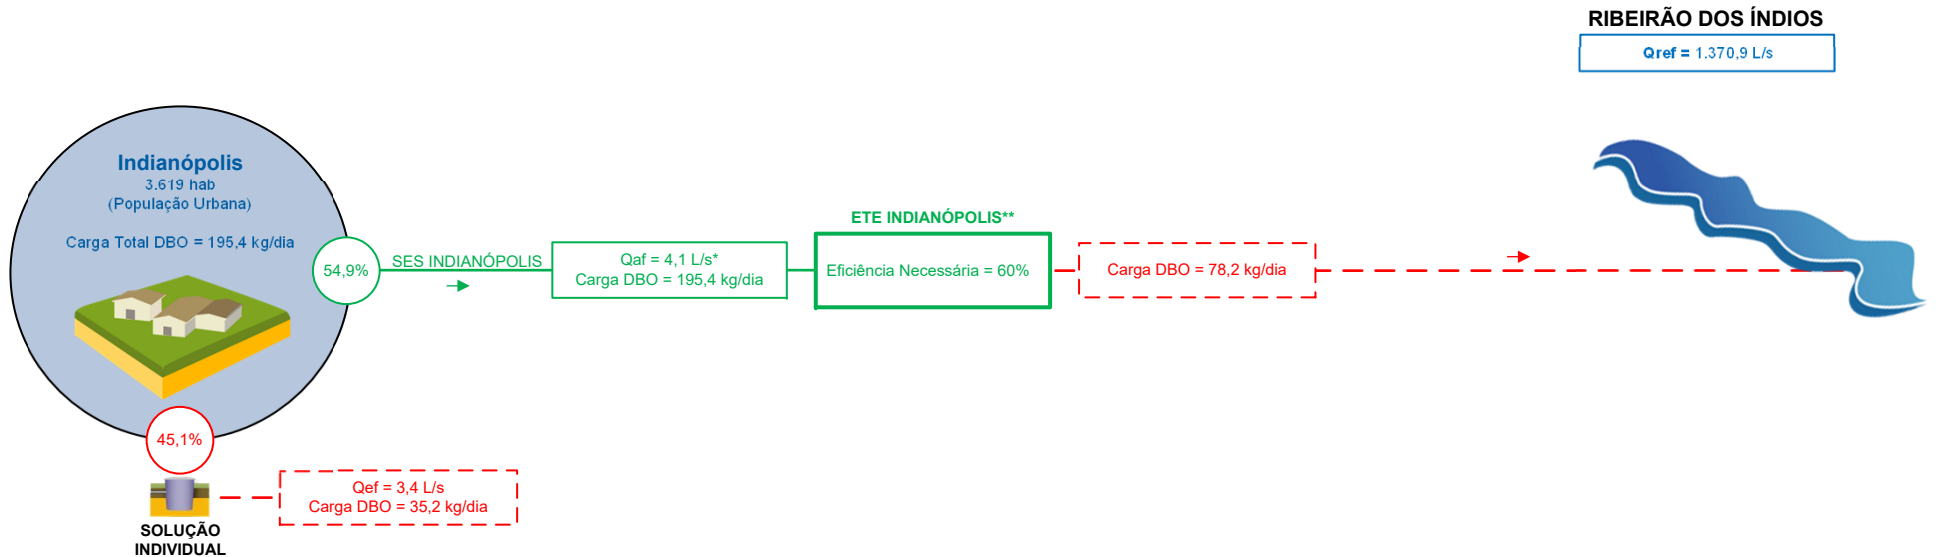 RIBEIRÃO DOS ÍNDIOS
Qref = 1.370,9 L/s
Indianópolis
3.619 hab
(População Urbana)
Carga Total DBO = 195,4 kg/dia
54,9%
SES INDIANÓPOLIS
Qaf = 4,1 L/s*
Carga DBO = 195,4 kg/dia
ETE INDIANÓPOLIS**
Eficiência Necessária = 60%
Carga DBO = 78,2 kg/dia
45,1%
SOLUÇÃO
INDIVIDUAL
Qef = 3,4 L/s
Carga DBO = 35,2 kg/dia